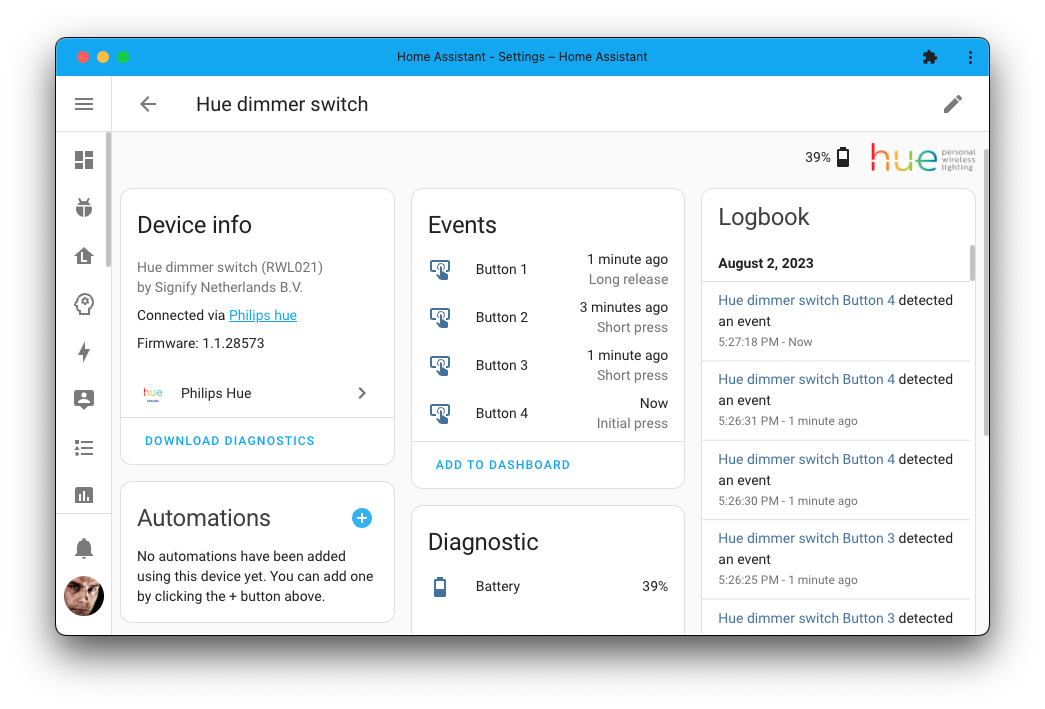 Home Assistant - Settings – Home Assistant
Hue dimmer switch
39%
hue personal
wireless
lighting
Device info
Hue dimmer switch (RWL021)
by Signify Netherlands B.V.
Connected via Philips hue
Firmware: 1.1.28573
hue
Philips Hue
DOWNLOAD DIAGNOSTICS
Automations
No automations have been added
using this device yet. You can add one
by clicking the + button above.
Events
Button 1
1 minute ago
Long release
Button 2
3 minutes ago
Short press
Button 3
1 minute ago
Short press
Button 4
Now
Initial press
ADD TO DASHBOARD
Diagnostic
Battery
39%
Logbook
August 2, 2023
Hue dimmer switch Button 4 detected
an event
5:27:18 PM - Now
Hue dimmer switch Button 4 detected
an event
5:26:31 PM - 1 minute ago
Hue dimmer switch Button 4 detected
an event
5:26:30 PM - 1 minute ago
Hue dimmer switch Button 3 detected
an event
5:26:25 PM - 1 minute ago
Hue dimmer switch Button 3 detected